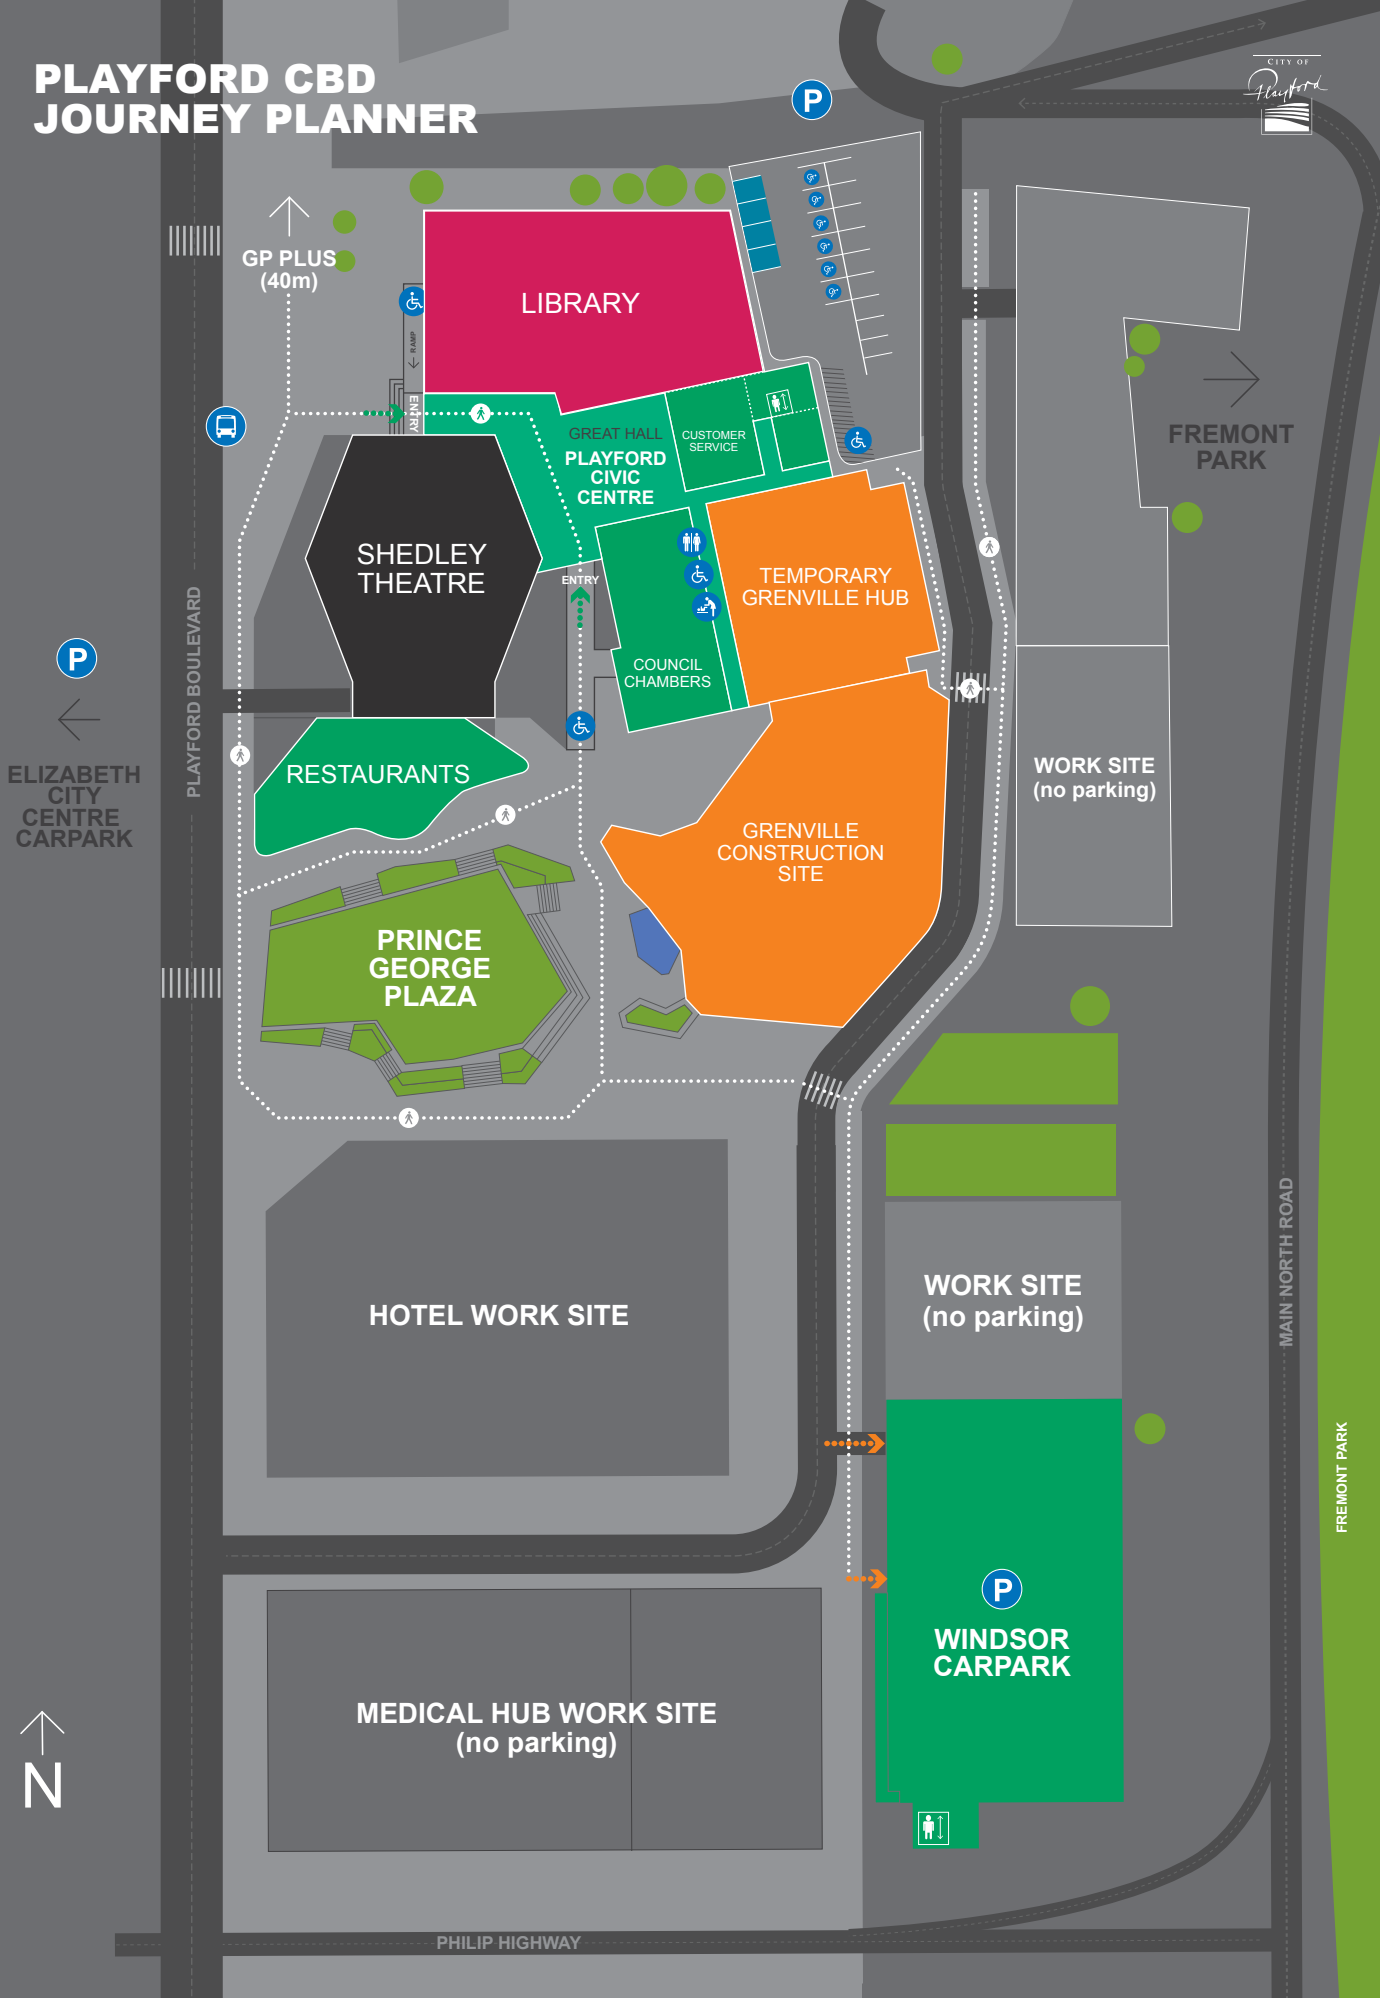 PLAYFORD CBD
JOURNEY PLANNER
CITY OF
Playford
P
GP PLUS
(40m)
LIBRARY
RAMP
ENTRY
GREAT HALL
PLAYFORD
CIVIC
CENTRE
CUSTOMER
SERVICE
FREMONT
PARK
SHEDLEY
THEATRE
ENTRY
TEMPORARY
GRENVILLE HUB
COUNCIL
CHAMBERS
PLAYFORD BOULEVARD
P
ELIZABETH
CITY
CENTRE
CARPARK
RESTAURANTS
WORK SITE
(no parking)
GRENVILLE
CONSTRUCTION
SITE
PRINCE
GEORGE
PLAZA
MAIN NORTH ROAD
WORK SITE
(no parking)
HOTEL WORK SITE
FREMONT PARK
P
WINDSOR
CARPARK
MEDICAL HUB WORK SITE
(no parking)
N
PHILIP HIGHWAY